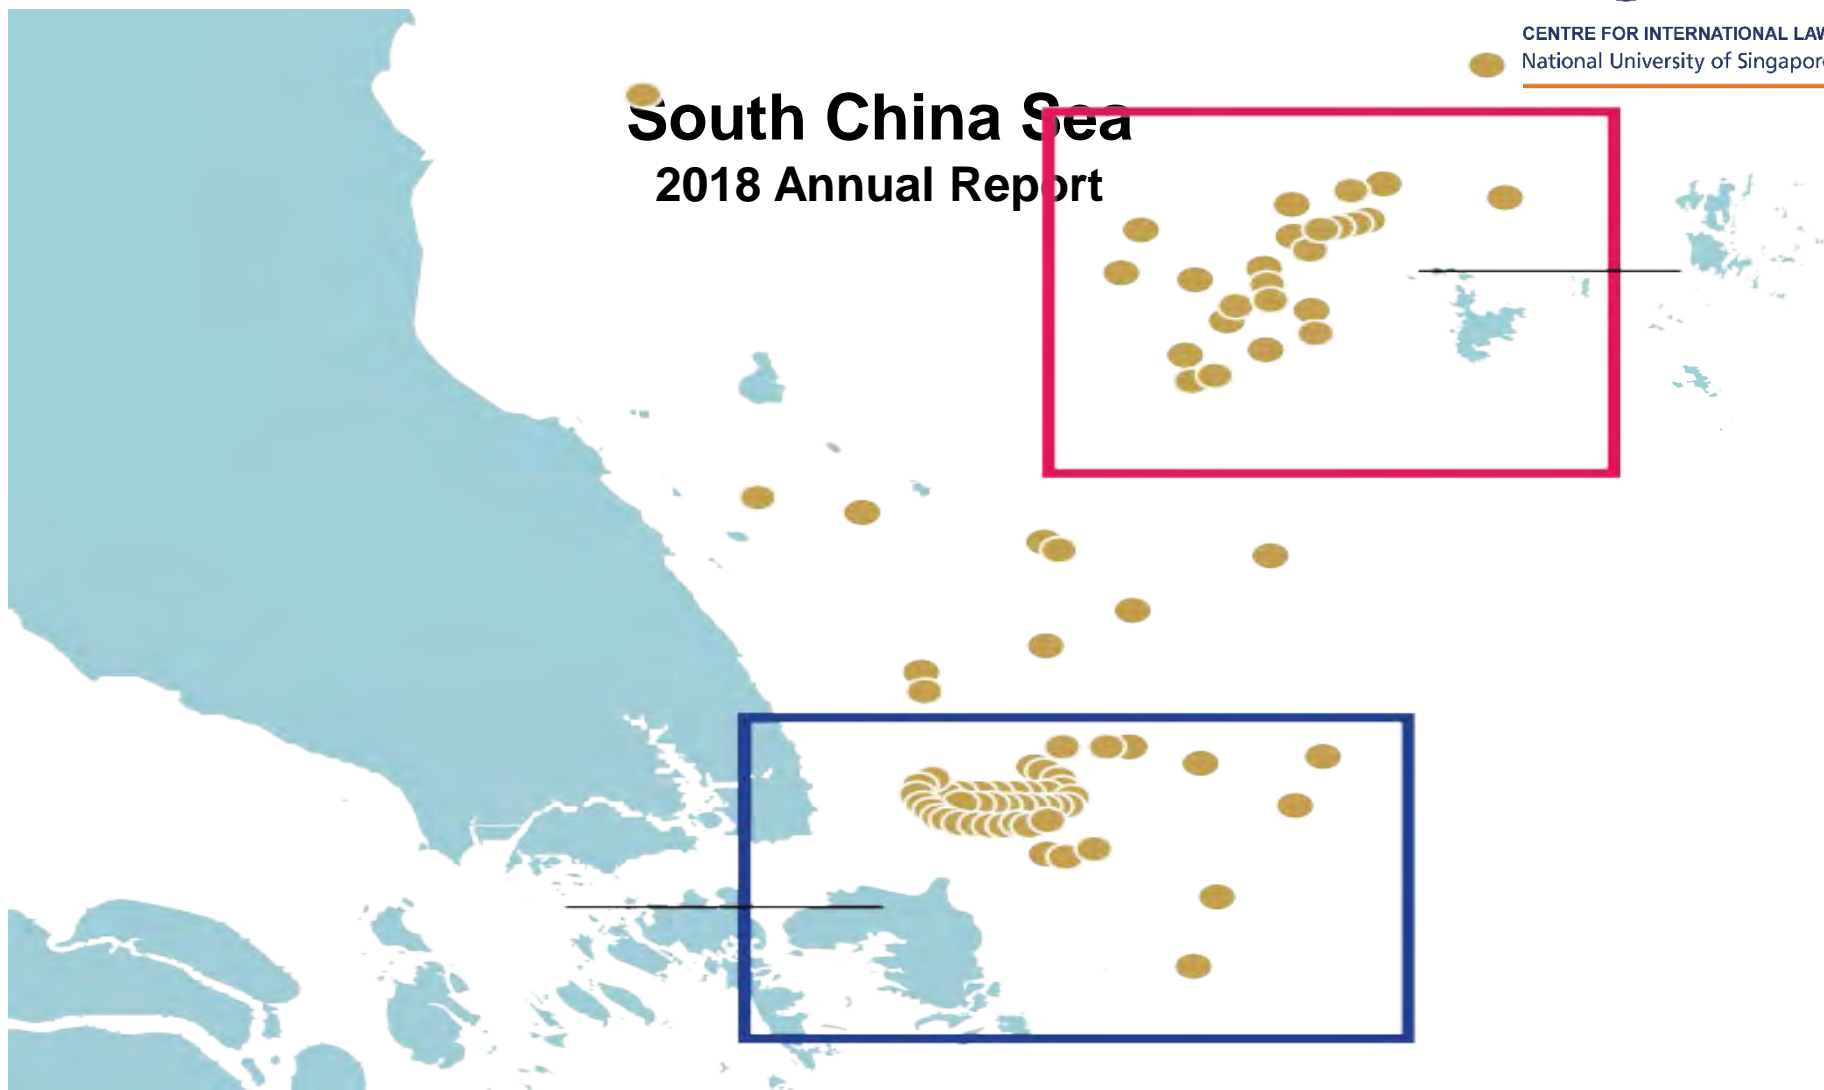 CENTRE FOR INTERNATIONAL LAW
National University of Singapore
South China Sea
2018 Annual Report